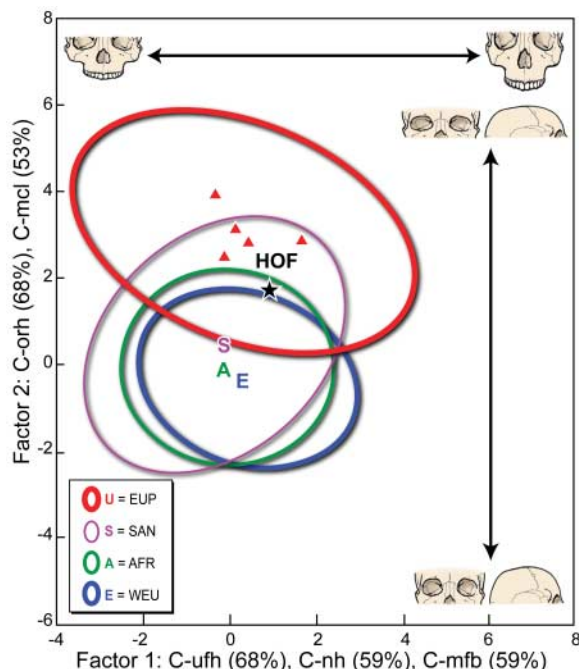 8
6
4
2
0
-2
-4
-6
Factor 2: C-orh (68%), C-mcl (53%)
HOF
S
A
E
U = EUP
S = SAN
A = AFR
E = WEU
-4 -2 0 2 4 6 8
Factor 1: C-ufh (68%), C-nh (59%), C-mfb (59%)